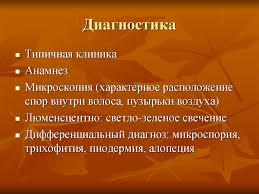 Диагностика
Типичная клиника
Анамнез
Микроскопия (характерное расположение
спор внутри волоса, пузырьки воздуха)
Люменсцентно: светло-зеленое свечение
Дифференциальный диагноз: микроспория,
трихофития, пиодермия, алопеция